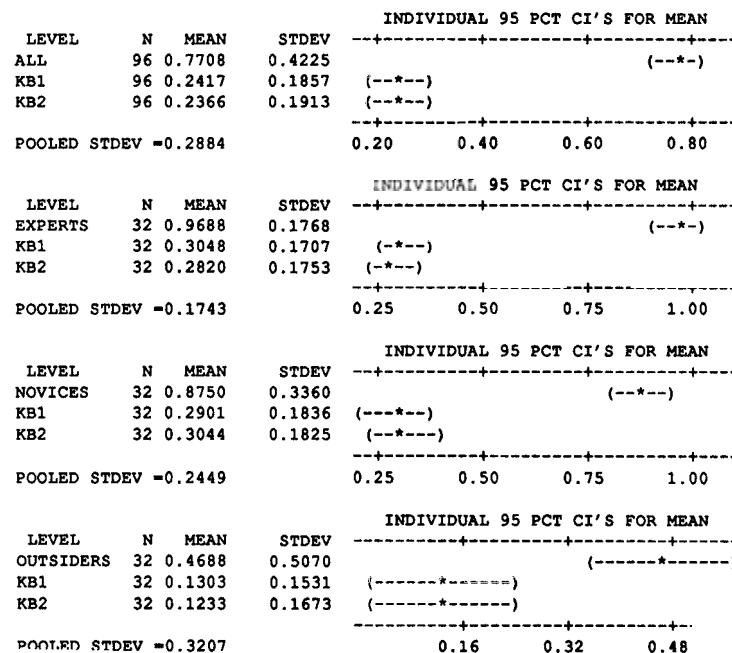 INDIVIDUAL 95 PCT CI'S FOR MEAN
LEVEL N MEAN STDEV --+---------+---------+---------+----
ALL 96 0.7708 0.4225 (--*-)
KB1 96 0.2417 0.1857 (--*--)
KB2 96 0.2366 0.1913 (--*--)
--+---------+---------+---------+----
POOLED STDEV =0.2884 0.20 0.40 0.60 0.80
INDIVIDUAL 95 PCT CI'S FOR MEAN
LEVEL N MEAN STDEV --+---------+---------+---------+----
EXPERTS 32 0.9688 0.1768 (--*-)
KB1 32 0.3048 0.1707 (-*--)
KB2 32 0.2820 0.1753 (-*--)
--+---------+---------+---------+----
POOLED STDEV =0.1743 0.25 0.50 0.75 1.00
INDIVIDUAL 95 PCT CI'S FOR MEAN
LEVEL N MEAN STDEV --+---------+---------+---------+----
NOVICES 32 0.8750 0.3360 (--*--)
KB1 32 0.2901 0.1836 (---*--)
KB2 32 0.3044 0.1825 (--*---)
--+---------+---------+---------+----
POOLED STDEV =0.2449 0.25 0.50 0.75 1.00
INDIVIDUAL 95 PCT CI'S FOR MEAN
LEVEL N MEAN STDEV ----------+---------+---------+------
OUTSIDERS 32 0.4688 0.5070 (------*------)
KB1 32 0.1303 0.1531 (------*------)
KB2 32 0.1233 0.1673 (------*------)
----------+---------+---------+--
POOLED STDEV =0.3207 0.16 0.32 0.48